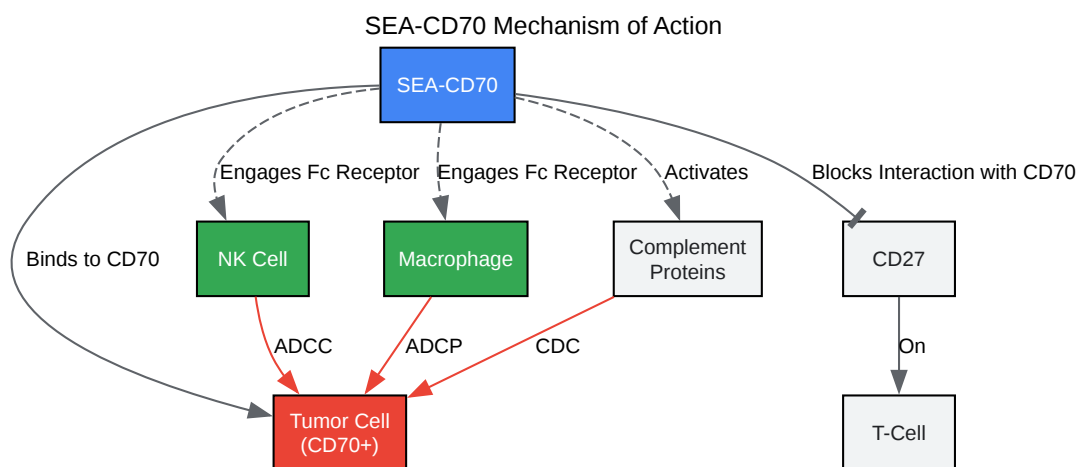 SEA-CD70 Mechanism of Action
SEA-CD70
Engages Fc Receptor
Engages Fc Receptor
Activates
Blocks Interaction with CD70
Binds to CD70
NK Cell
Macrophage
Complement
Proteins
CD27
ADCC
ADCP
CDC
On
Tumor Cell
(CD70+)
T-Cell